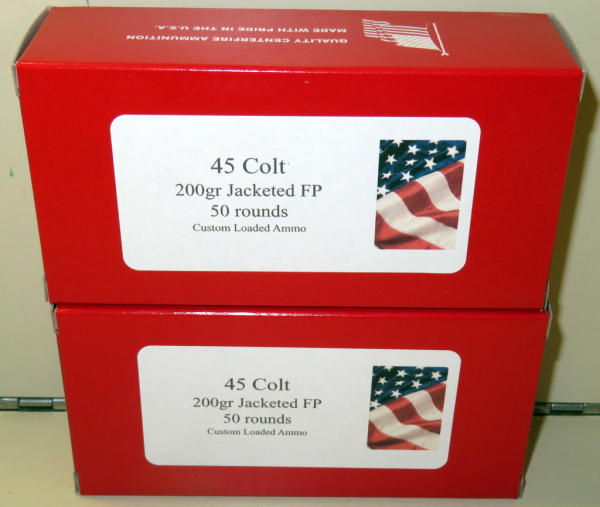 QUALITY CENTERFIRE AMMUNITION
MADE WITH PRIDE IN THE U.S.A.
45 Colt
200gr Jacketed FP
50 rounds
Custom Loaded Ammo
45 Colt
200gr Jacketed FP
50 rounds
Custom Loaded Ammo